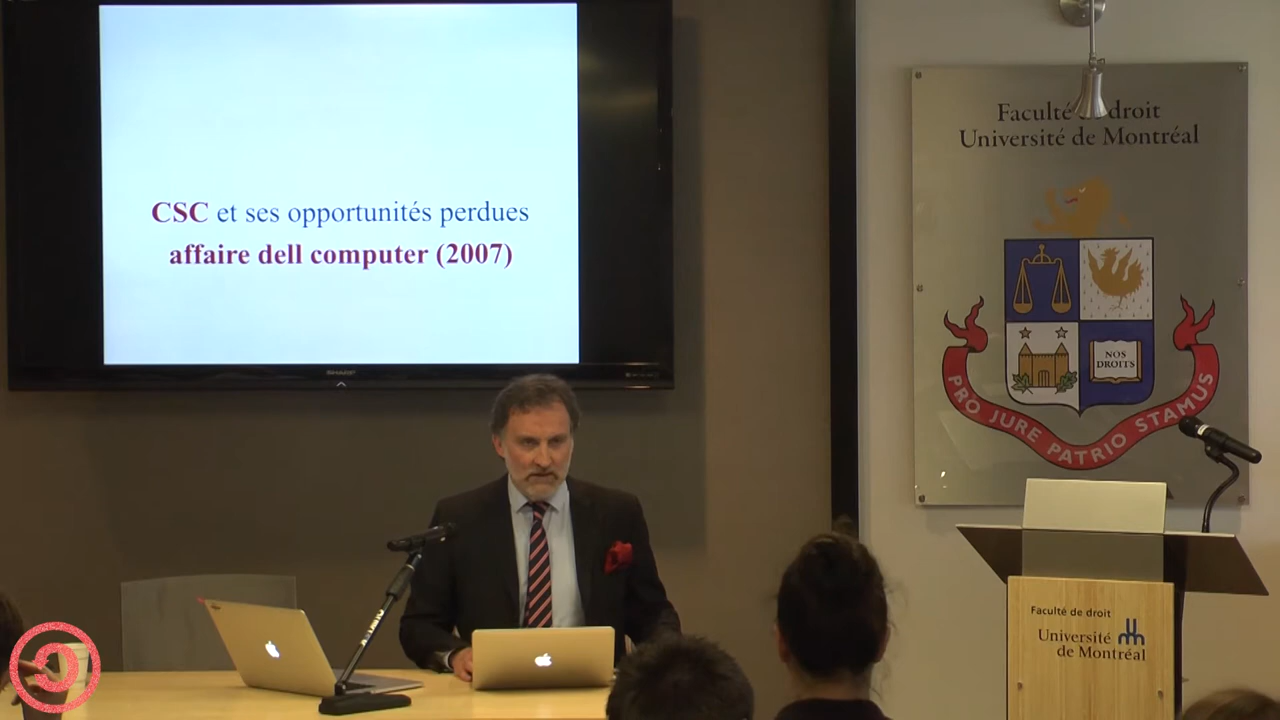 CSC et ses opportunités perdues
affaire dell computer (2007)
SHARP
Faculté de droit
Université de Montréal
NOS
DROITS
PRO JURE PATRIO STAMUS
Faculté de droit
Université
de Montréal